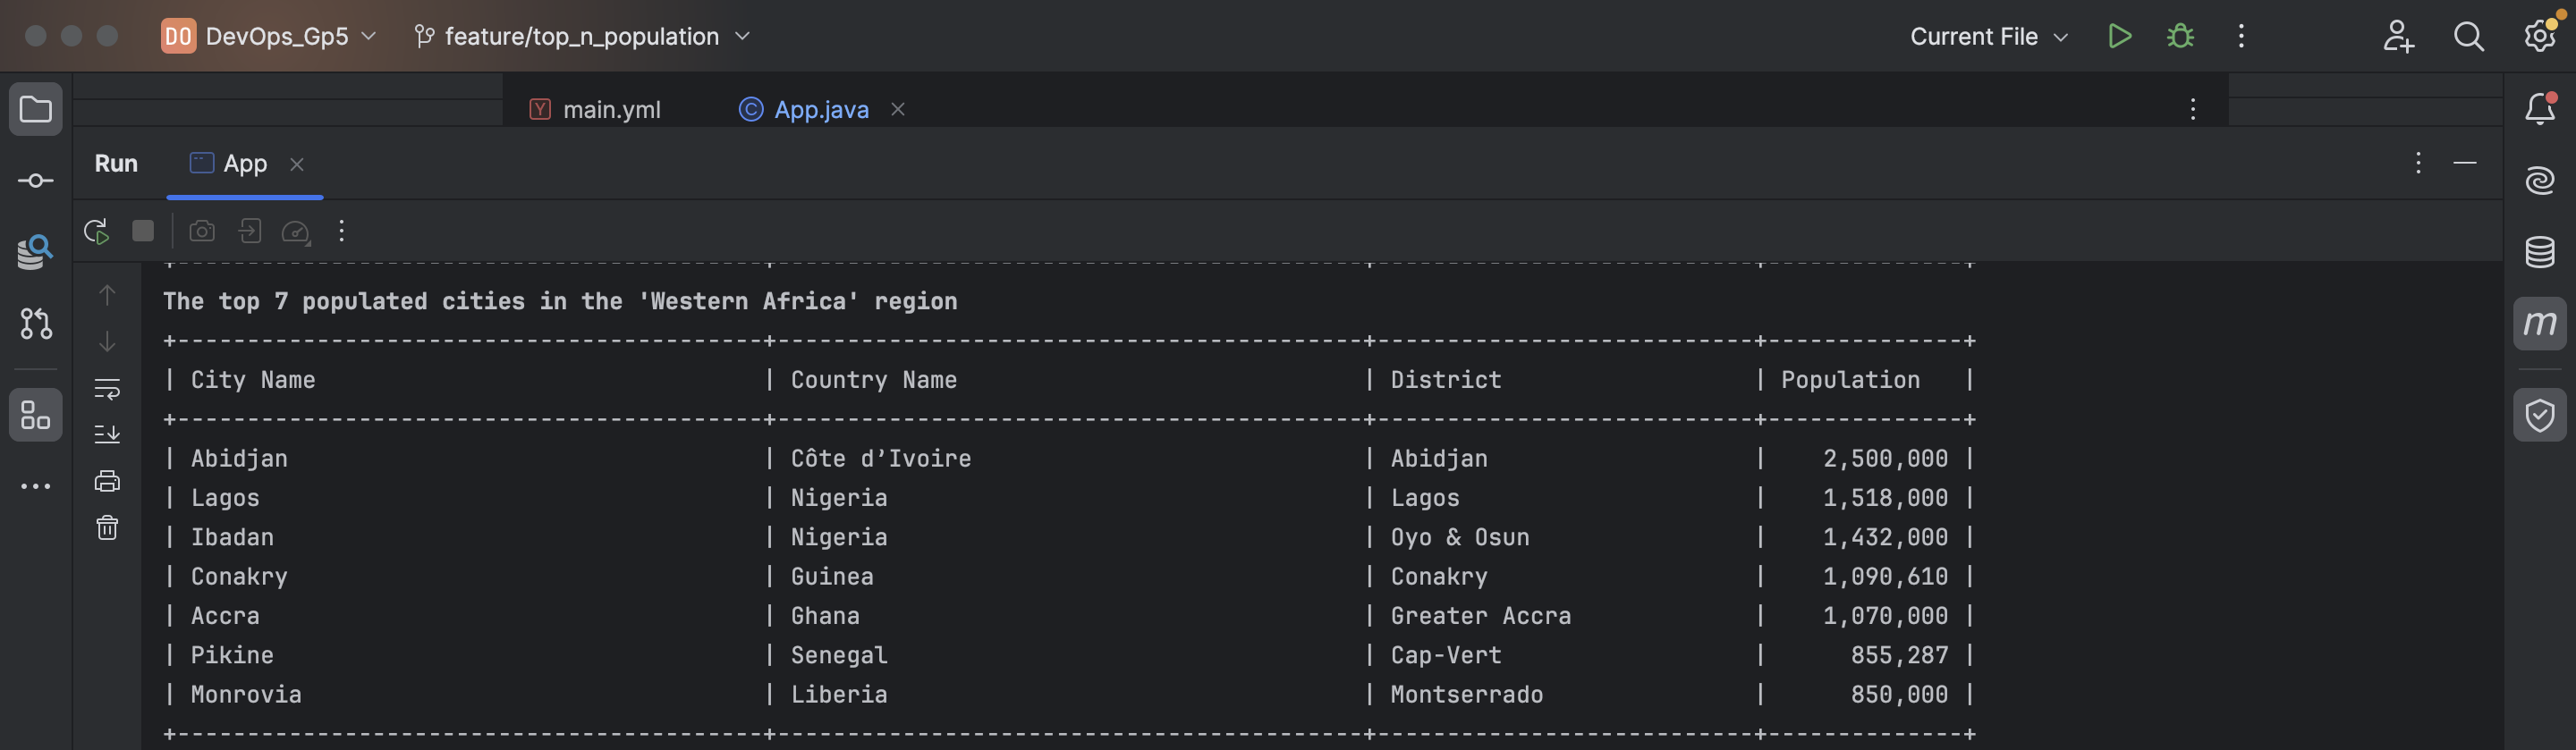 DO DevOps_Gp5 feature/top_n_population Current File
main.yml App.java
Run App
+-------------------------------------------+------------------------------------------+---------------------------+--------------+
The top 7 populated cities in the 'Western Africa' region
+-------------------------------------------+------------------------------------------+---------------------------+--------------+
| City Name | Country Name | District | Population |
+-------------------------------------------+------------------------------------------+---------------------------+--------------+
| Abidjan | Côte d’Ivoire | Abidjan | 2,500,000 |
| Lagos | Nigeria | Lagos | 1,518,000 |
| Ibadan | Nigeria | Oyo & Osun | 1,432,000 |
| Conakry | Guinea | Conakry | 1,090,610 |
| Accra | Ghana | Greater Accra | 1,070,000 |
| Pikine | Senegal | Cap-Vert | 855,287 |
| Monrovia | Liberia | Montserrado | 850,000 |
+-------------------------------------------+------------------------------------------+---------------------------+--------------+